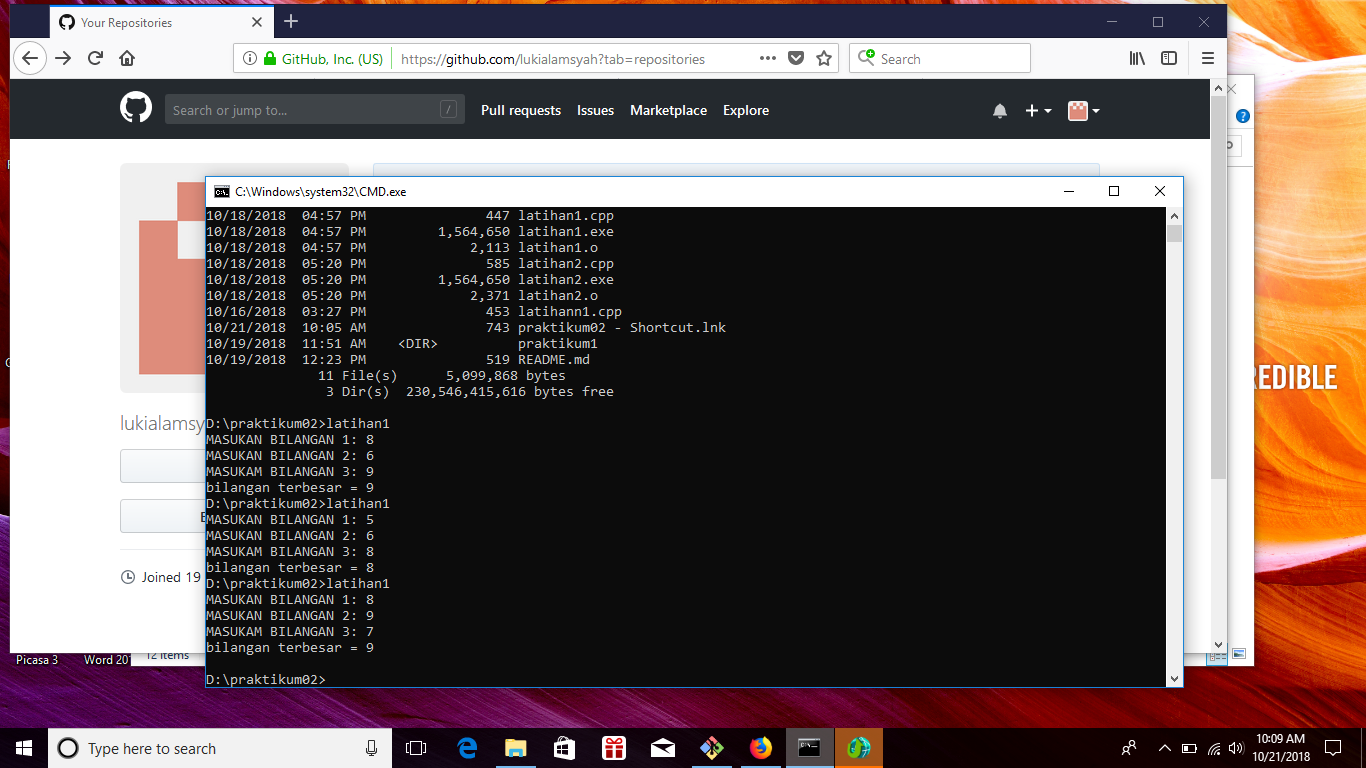 Your Repositories
GitHub, Inc. (US) https://github.com/lukialamsyah?tab=repositories Search
Search or jump to... / Pull requests Issues Marketplace Explore
C:\Windows\system32\CMD.exe
10/18/2018 04:57 PM 447 latihan1.cpp
10/18/2018 04:57 PM 1,564,650 latihan1.exe
10/18/2018 04:57 PM 2,113 latihan1.o
10/18/2018 05:20 PM 585 latihan2.cpp
10/18/2018 05:20 PM 1,564,650 latihan2.exe
10/18/2018 05:20 PM 2,371 latihan2.o
10/16/2018 03:27 PM 453 latihann1.cpp
10/21/2018 10:05 AM 743 praktikum02 - Shortcut.lnk
10/19/2018 11:51 AM <DIR> praktikum1
10/19/2018 12:23 PM 519 README.md
11 File(s) 5,099,868 bytes
3 Dir(s) 230,546,415,616 bytes free
D:\praktikum02>latihan1
MASUKAN BILANGAN 1: 8
MASUKAN BILANGAN 2: 6
MASUKAM BILANGAN 3: 9
bilangan terbesar = 9
D:\praktikum02>latihan1
MASUKAN BILANGAN 1: 5
MASUKAN BILANGAN 2: 6
MASUKAM BILANGAN 3: 8
bilangan terbesar = 8
D:\praktikum02>latihan1
MASUKAN BILANGAN 1: 8
MASUKAN BILANGAN 2: 9
MASUKAM BILANGAN 3: 7
bilangan terbesar = 9
D:\praktikum02>
lukialamsy
Joined 19
REDIBLE
12 items
Picasa 3 Word 201
Type here to search
10:09 AM
10/21/2018